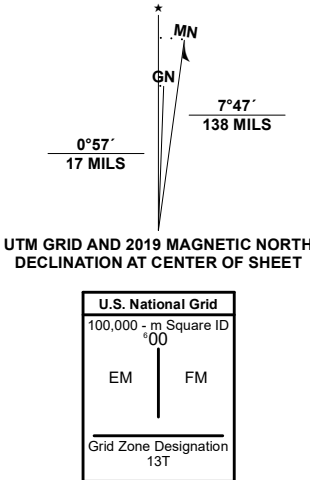 ★
MN
GN
7°47´
138 MILS
0°57´
17 MILS
UTM GRID AND 2019 MAGNETIC NORTH
DECLINATION AT CENTER OF SHEET
U.S. National Grid
100,000 - m Square ID
⁶00
EM FM
Grid Zone Designation
13T